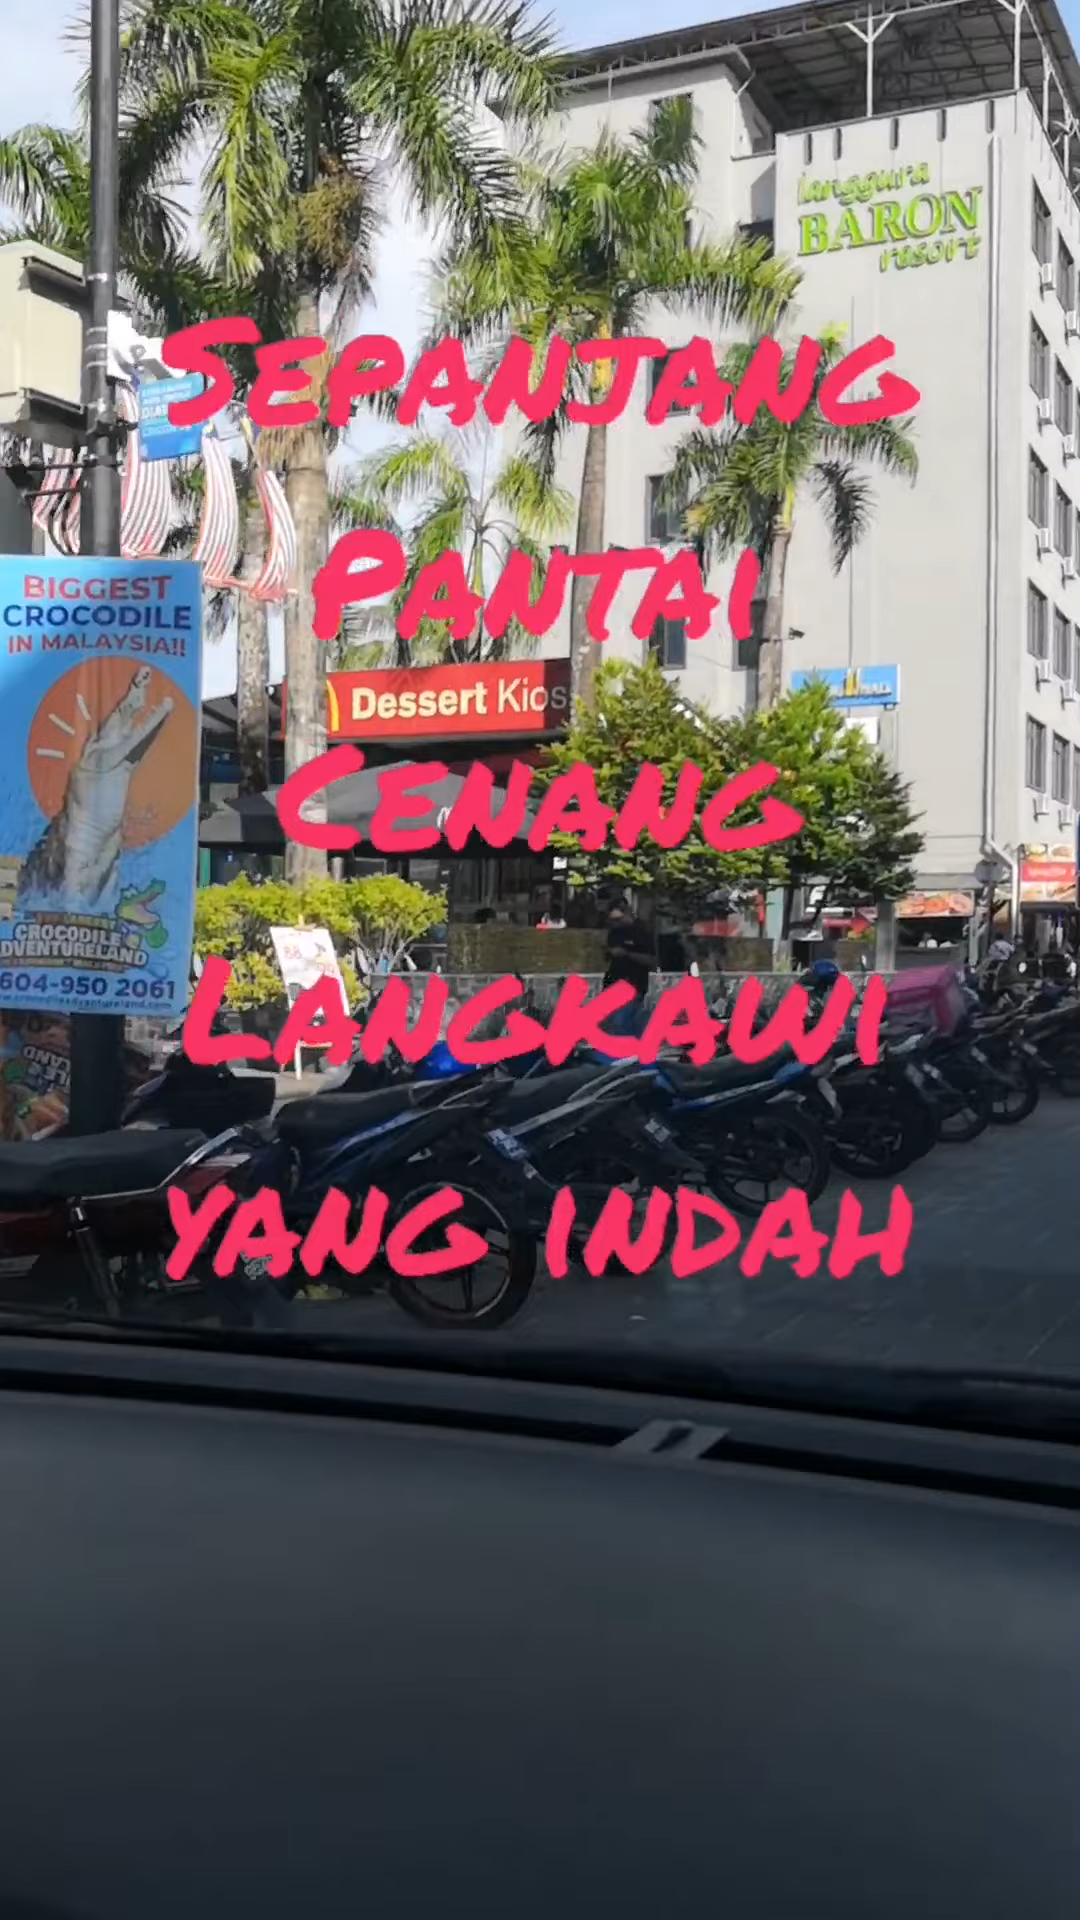 langgura
BARON
resort
Sepanjang
Pantai
Cenang
Langkawi
yang indah
BIGGEST
CROCODILE
IN MALAYSIA!!
CROCODILE
ADVENTURELAND
604-950 2061
Dessert Kios